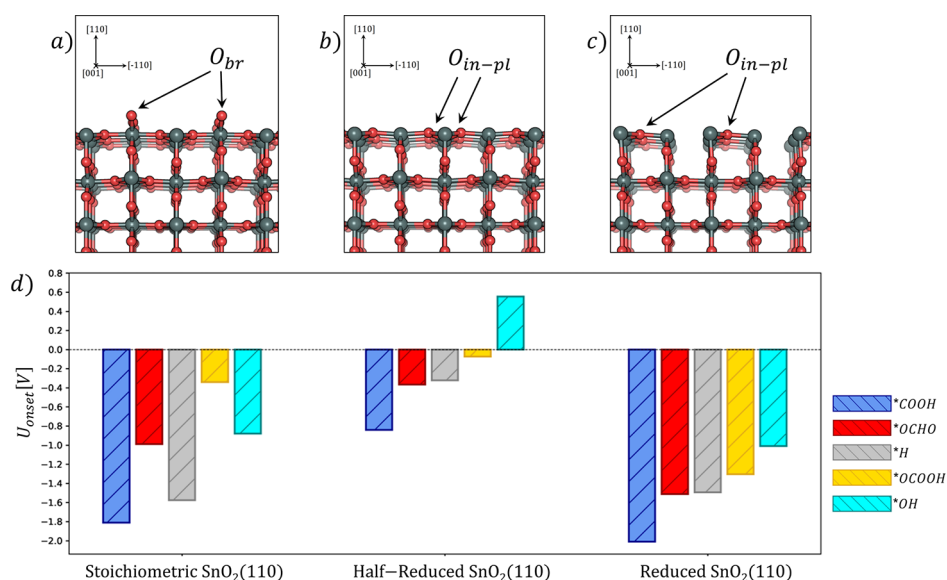 a)
[110]
[001]
[-110]
O_br
b)
[110]
[001]
[-110]
O_in−pl
c)
[110]
[001]
[-110]
O_in−pl
d)
U_onset[V]
0.8
0.6
0.4
0.2
0.0
−0.2
−0.4
−0.6
−0.8
−1.0
−1.2
−1.4
−1.6
−1.8
−2.0
Stoichiometric SnO₂(110)
Half−Reduced SnO₂(110)
Reduced SnO₂(110)
*COOH
*OCHO
*H
*OCOOH
*OH